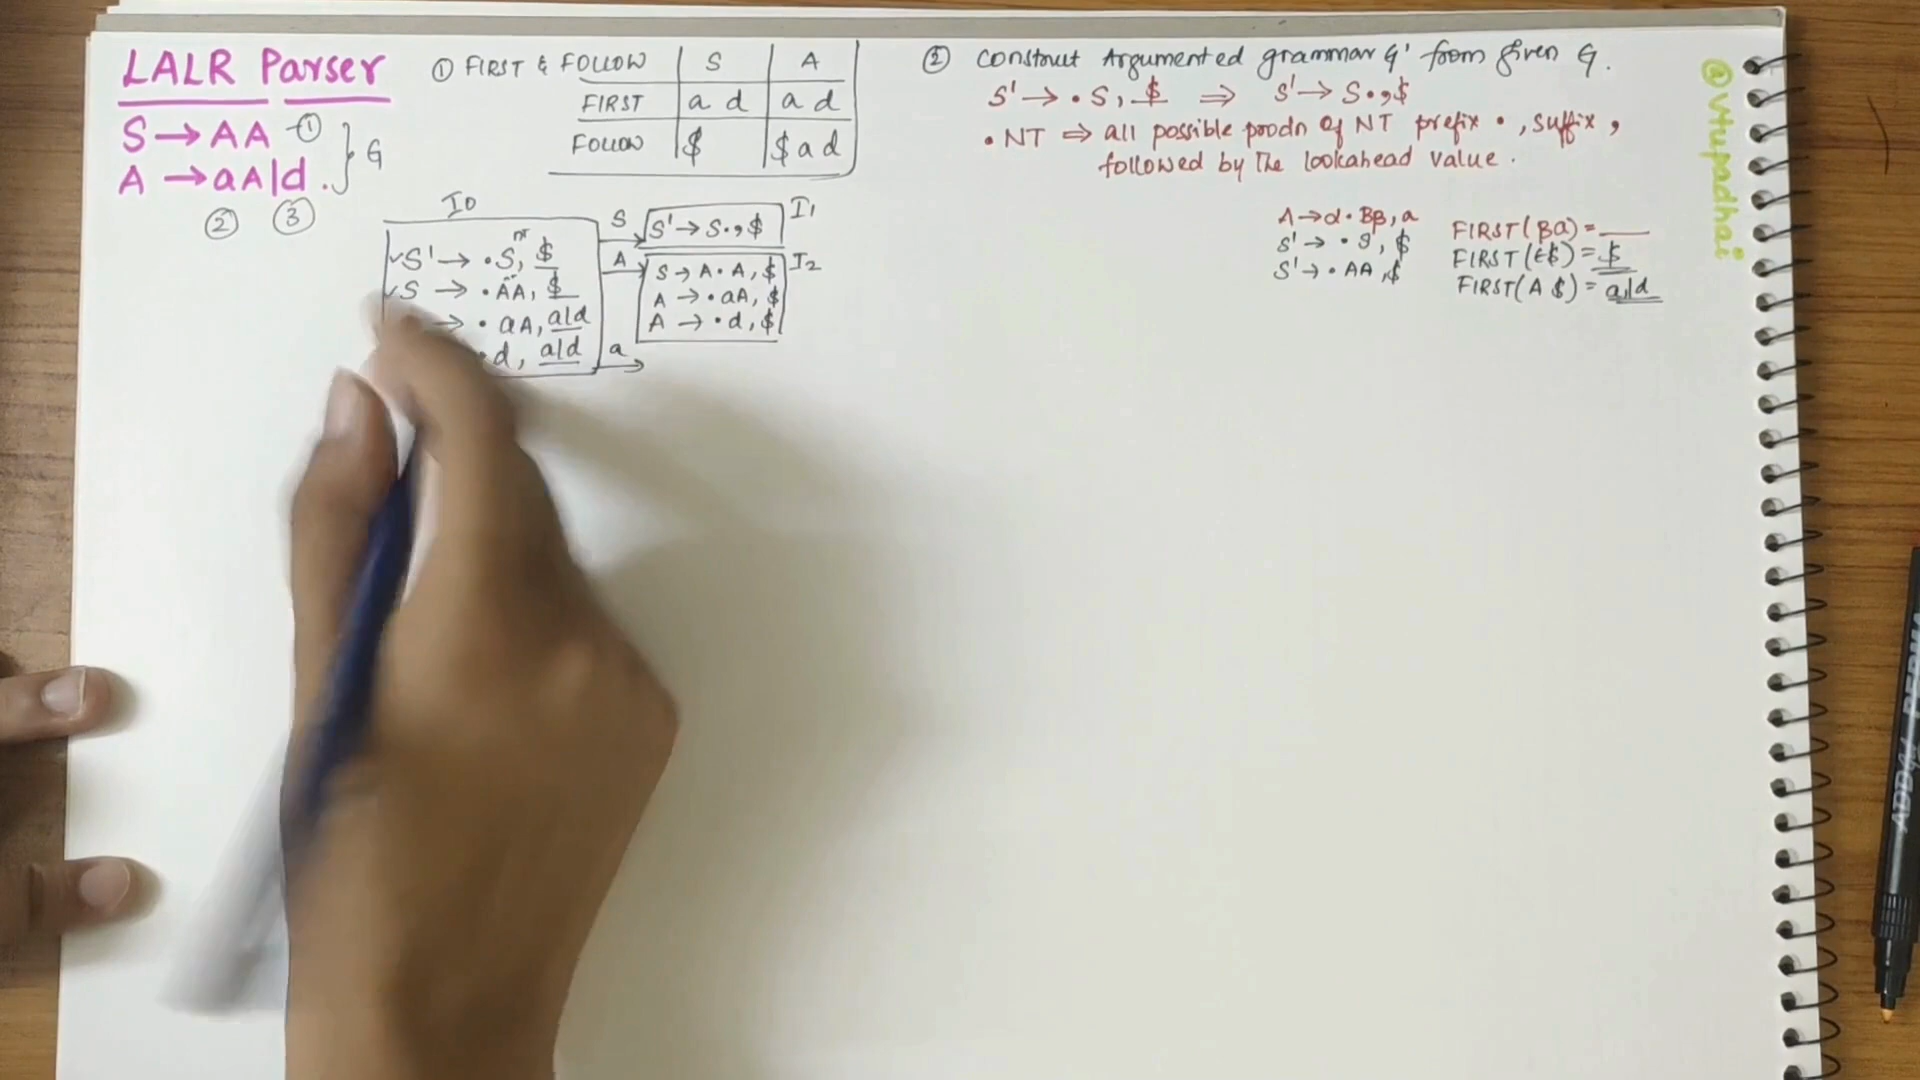 LALR Parser
S → AA —①
A → aA|d . } G
② ③
① FIRST & FOLLOW | S | A
FIRST | a d | a d
FOLLOW | $ | $ a d
② Construct Argumented grammar G' from given G.
S' → . S, $ ⇒ S' → S . , $
. NT ⇒ all possible prodn of NT prefix . , suffix ,
followed by the lookahead value .
I0
S' → . S, $
S → . AA, $
→ . aA, a|d
. d, a|d
S
S' → S . , $ I1
A
S → A . A, $ I2
A → . aA, $
A → . d, $
a
A → α . Bβ, a FIRST(βa) =
S' → . S, $ FIRST(ε$) = $
S' → . AA, $ FIRST(A $) = a|d
@vtupadhai